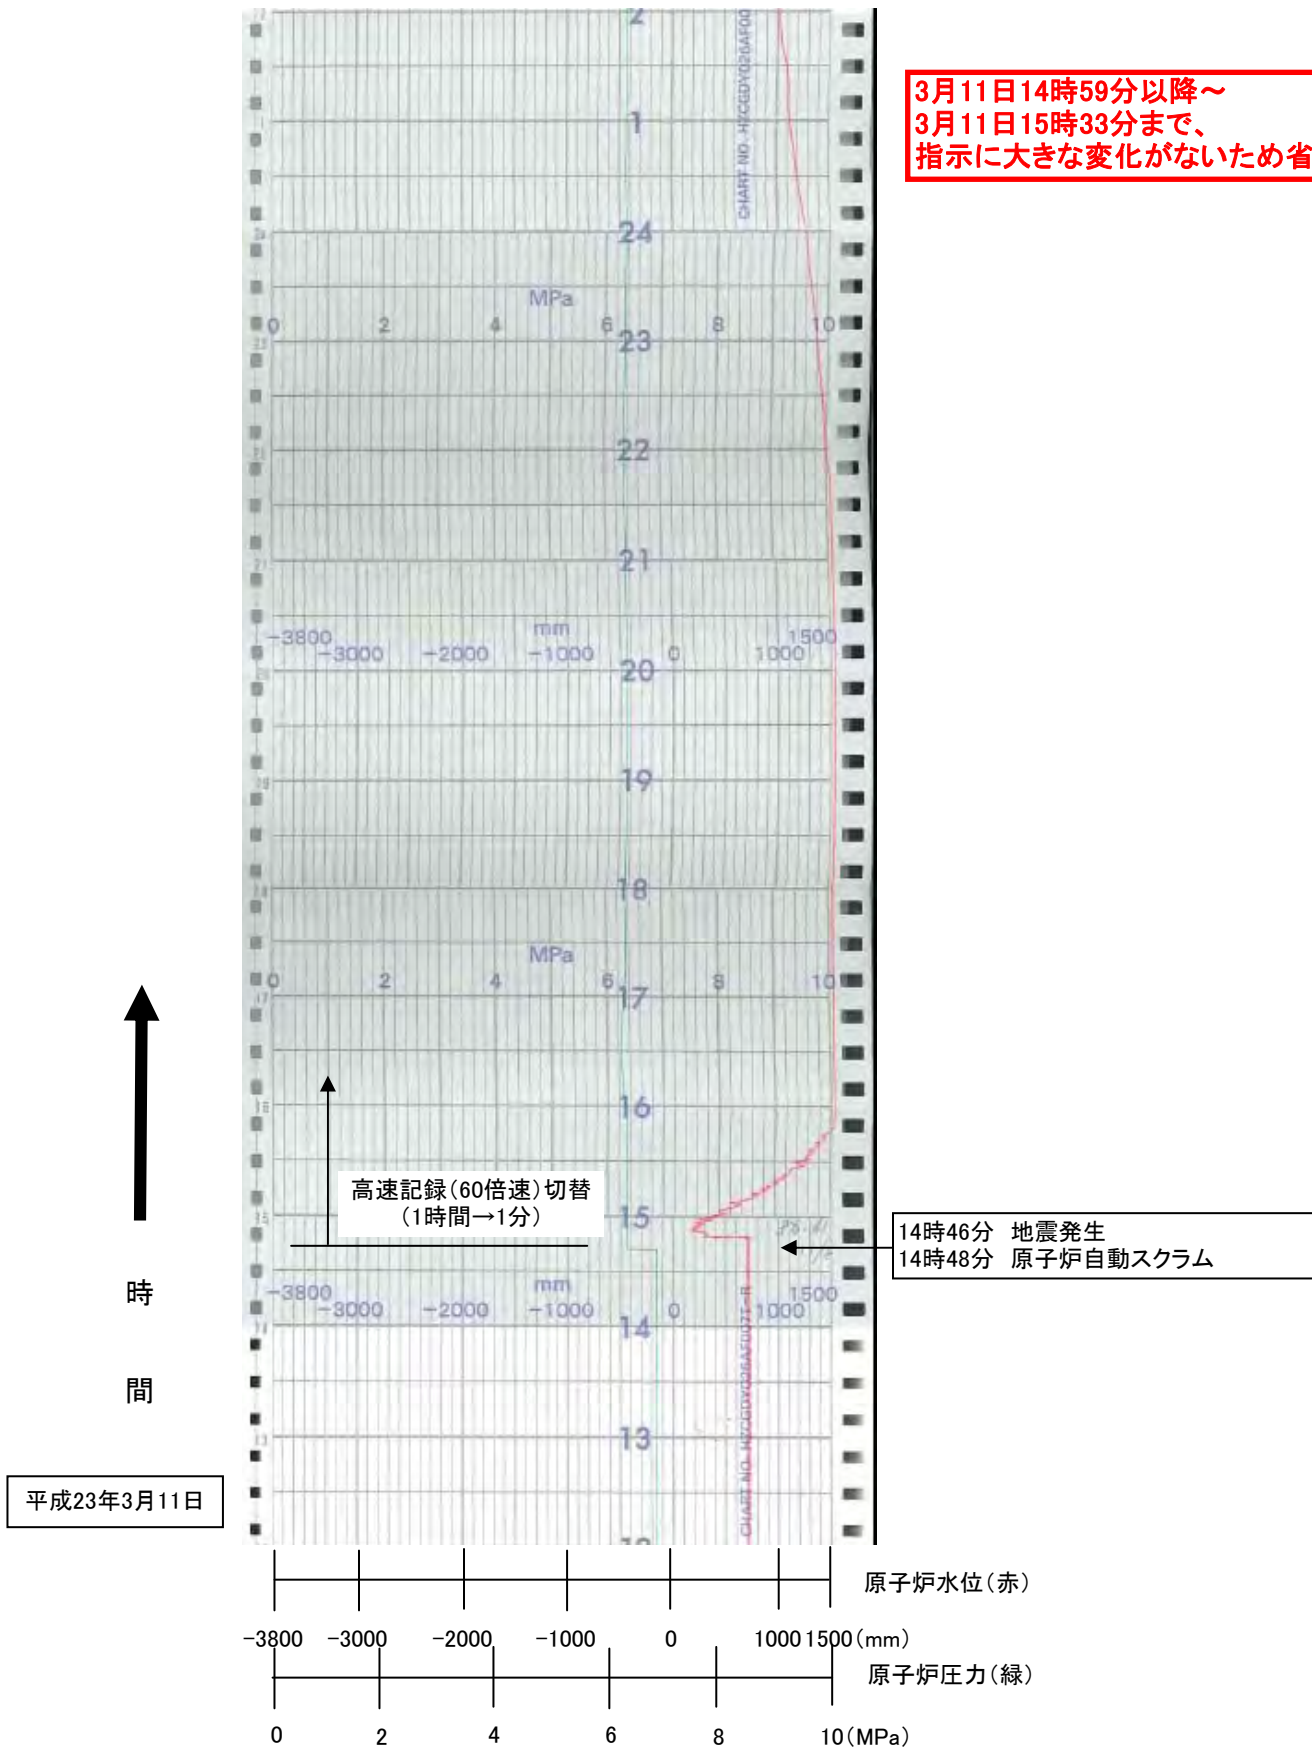 2
CHART NO. HZCGDY026AF00
3月11日14時59分以降～
3月11日15時33分まで、
指示に大きな変化がないため省
1
24
MPa
0 2 4 6 8 10
23
22
21
mm
-3800 -3000 -2000 -1000 0 1000 1500
20
19
18
MPa
0 2 4 6 8 10
17
16
高速記録(60倍速)切替
(1時間→1分)
15
14時46分 地震発生
14時48分 原子炉自動スクラム
時
間
mm
-3800 -3000 -2000 -1000 0 1000 1500
14
13
平成23年3月11日
原子炉水位(赤)
-3800 -3000 -2000 -1000 0 1000 1500(mm)
原子炉圧力(緑)
0 2 4 6 8 10(MPa)